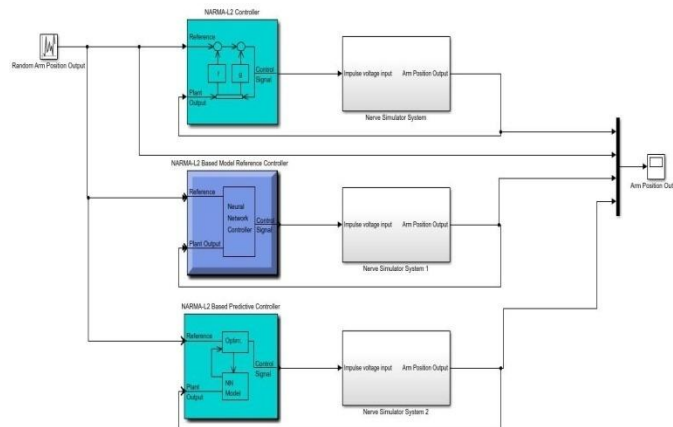 NARMA-L2 Controller
Reference
f
g
Control
Signal
Plant
Output
Random Arm Position Output
Impulse voltage input
Arm Position Output
Nerve Simulator System
NARMA-L2 Based Model Reference Controller
Reference
Neural
Network
Controller
Control
Signal
Plant Output
Impulse voltage input
Arm Position Output
Nerve Simulator System 1
Arm Position Out
NARMA-L2 Based Predictive Controller
Reference
Optim.
Control
Signal
NN
Model
Plant
Output
Impulse voltage input
Arm Position Output
Nerve Simulator System 2